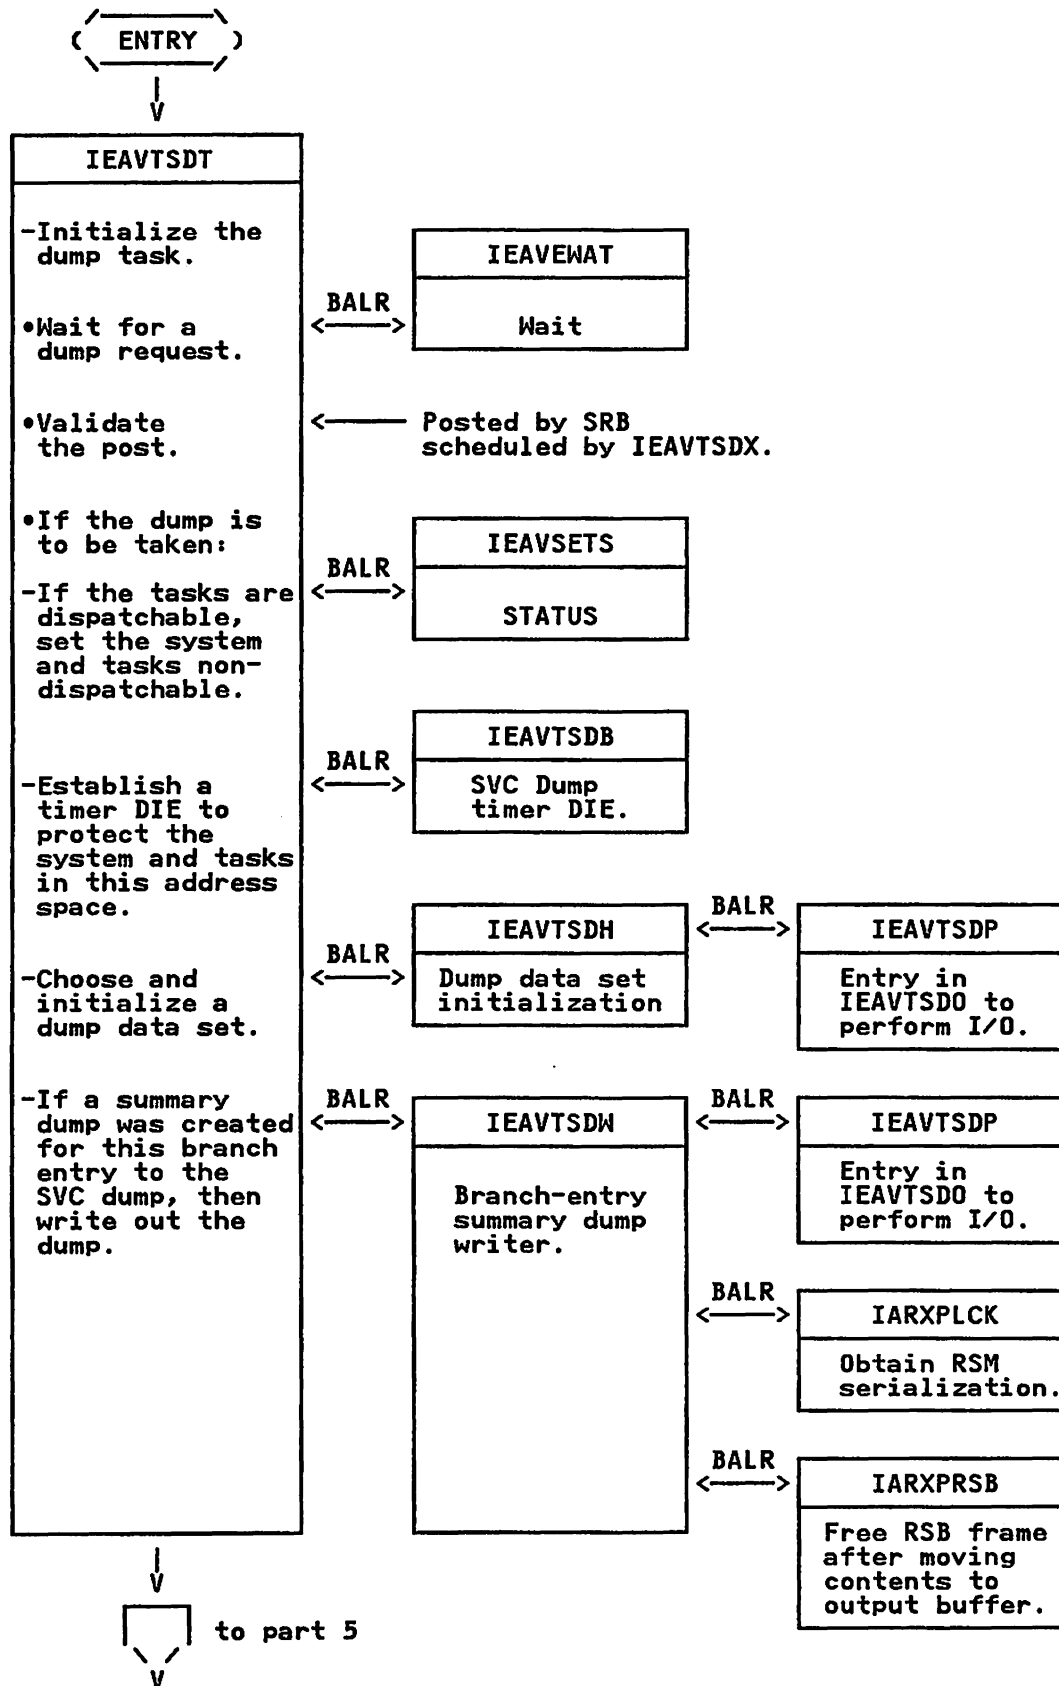 ENTRY
IEAVTSDT
-Initialize the
dump task.
IEAVEWAT
BALR
Wait
•Wait for a
dump request.
•Validate
the post.
Posted by SRB
scheduled by IEAVTSDX.
•If the dump is
to be taken:
IEAVSETS
BALR
STATUS
-If the tasks are
dispatchable,
set the system
and tasks non-
dispatchable.
IEAVTSDB
BALR
SVC Dump
timer DIE.
-Establish a
timer DIE to
protect the
system and tasks
in this address
space.
IEAVTSDH
BALR
IEAVTSDP
BALR
Dump data set
initialization
Entry in
IEAVTSDO to
perform I/O.
-Choose and
initialize a
dump data set.
-If a summary
dump was created
for this branch
entry to the
SVC dump, then
write out the
dump.
BALR
IEAVTSDW
BALR
IEAVTSDP
Branch-entry
summary dump
writer.
Entry in
IEAVTSDO to
perform I/O.
BALR
IARXPLCK
Obtain RSM
serialization.
BALR
IARXPRSB
Free RSB frame
after moving
contents to
output buffer.
to part 5